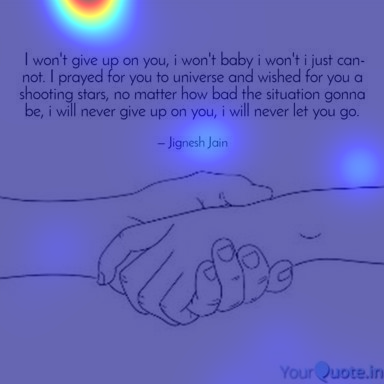 I won't give up on you, i won't baby i won't i just can-
not. I prayed for you to universe and wished for you a
shooting stars, no matter how bad the situation gonna
be, i will never give up on you, i will never let you go.
– Jignesh Jain
YourQuote.in